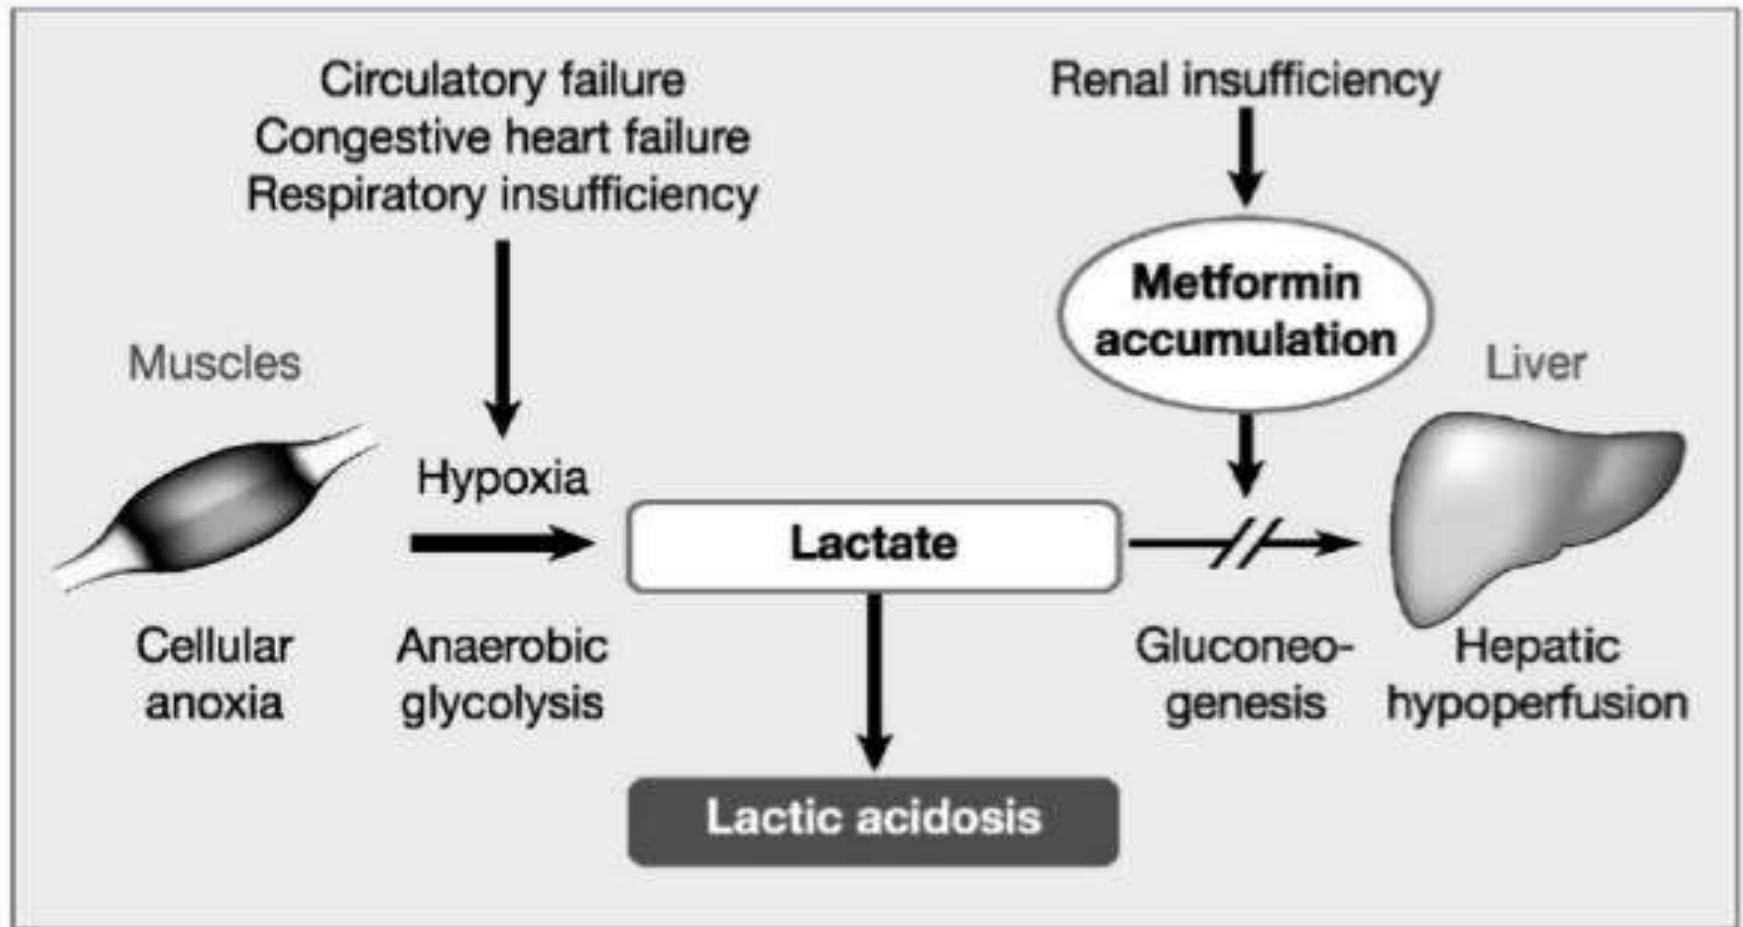 Circulatory failure
Congestive heart failure
Respiratory insufficiency
Renal insufficiency
Metformin
accumulation
Muscles
Liver
Hypoxia
Lactate
Cellular
anoxia
Anaerobic
glycolysis
Gluconeo-
genesis
Hepatic
hypoperfusion
Lactic acidosis